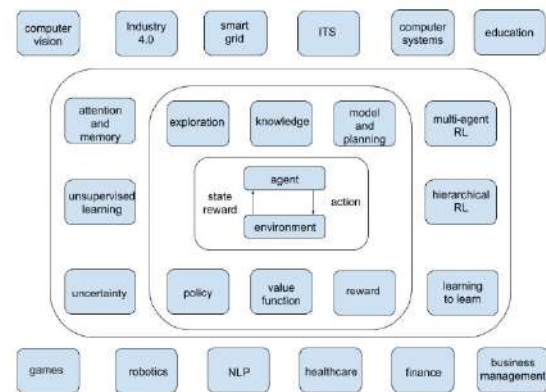 computer
vision
Industry
4.0
smart
grid
ITS
computer
systems
education
attention
and
memory
exploration
knowledge
model
and
planning
multi-agent
RL
unsupervised
learning
state
reward
agent
action
environment
hierarchical
RL
uncertainty
policy
value
function
reward
learning
to learn
games
robotics
NLP
healthcare
finance
business
management